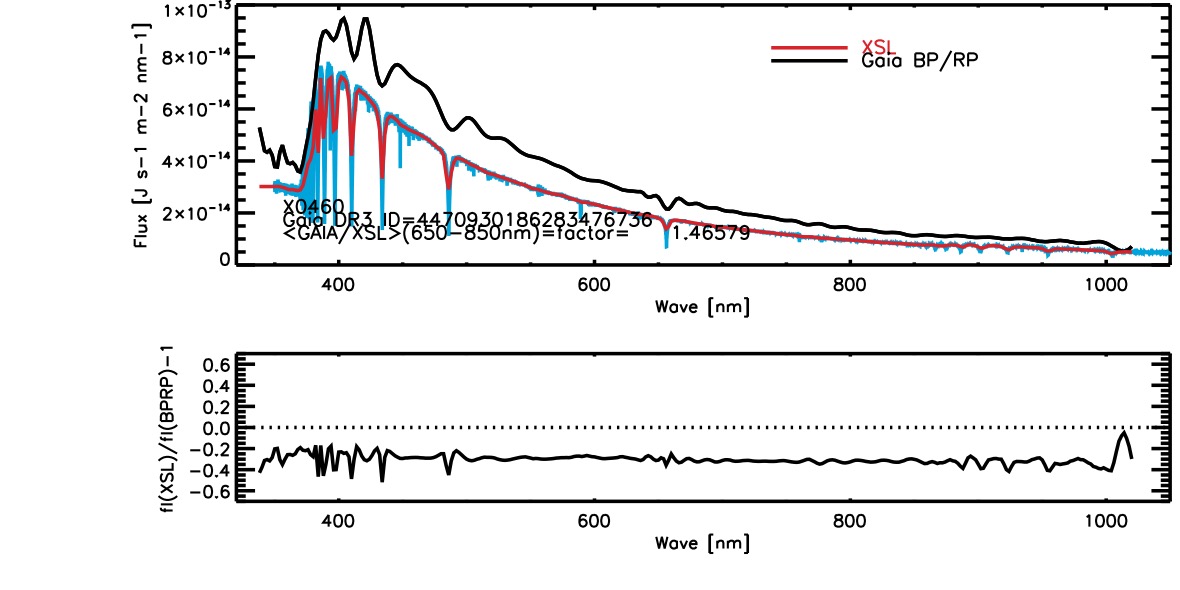 1×10⁻¹³
8×10⁻¹⁴
6×10⁻¹⁴
4×10⁻¹⁴
2×10⁻¹⁴
0
Flux [J s−1 m−2 nm−1]
XSL
Gaia BP/RP
X0460
Gaia DR3 ID=4470930186283476736
<GAIA/XSL>(650−850nm)=factor= 1.46579
400 600 800 1000
Wave [nm]
0.6
0.4
0.2
0.0
−0.2
−0.4
−0.6
fl(XSL)/fl(BPRP)−1
400 600 800 1000
Wave [nm]